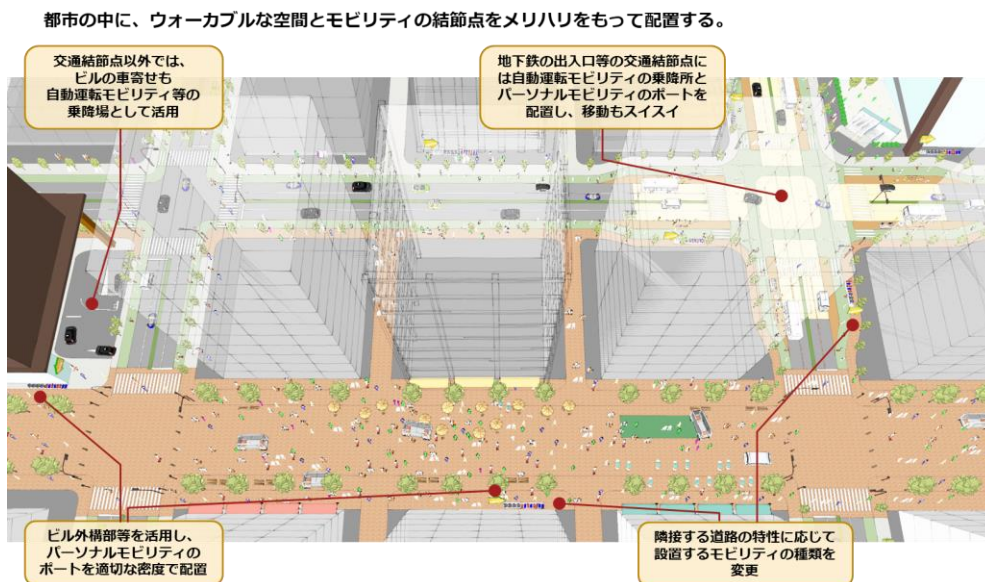 都市の中に、ウォーカブルな空間とモビリティの結節点をメリハリをもって配置する。
交通結節点以外では、
ビルの車寄せも
自動運転モビリティ等の
乗降場として活用
地下鉄の出入口等の交通結節点に
は自動運転モビリティの乗降所と
パーソナルモビリティのポートを
配置し、移動もスイスイ
ビル外構部等を活用し、
パーソナルモビリティの
ポートを適切な密度で配置
隣接する道路の特性に応じて
設置するモビリティの種類を
変更